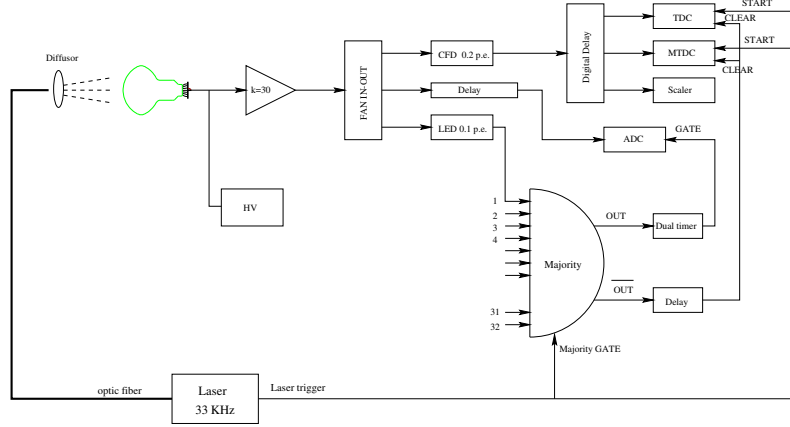 START
TDC
CLEAR
START
CFD 0.2 p.e.
MTDC
Diffusor
CLEAR
Digital Delay
k=30
FAN IN-OUT
Delay
Scaler
LED 0.1 p.e.
GATE
ADC
HV
1
2
3
4
OUT
Dual timer
Majority
OUT
Delay
31
32
Majority GATE
optic fiber
Laser
33 KHz
Laser trigger